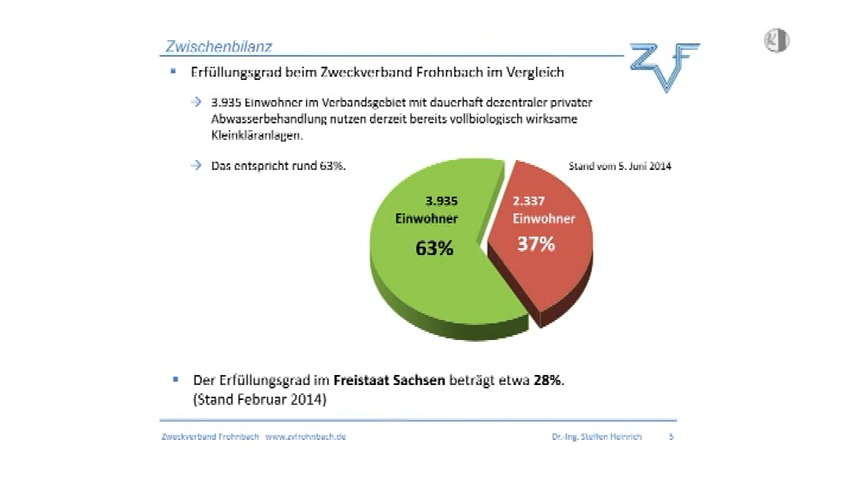 Zwischenbilanz
ZVF
Erfüllungsgrad beim Zweckverband Frohnbach im Vergleich
3.935 Einwohner im Verbandsgebiet mit dauerhaft dezentraler privater
Abwasserbehandlung nutzen derzeit bereits vollbiologisch wirksame
Kleinkläranlagen.
Das entspricht rund 63%.
Stand vom 5. Juni 2014
3.935
Einwohner
63%
2.337
Einwohner
37%
Der Erfüllungsgrad im Freistaat Sachsen beträgt etwa 28%.
(Stand Februar 2014)
Zweckverband Frohnbach www.zvfrohnbach.de
Dr.-Ing. Steffen Heinrich
5